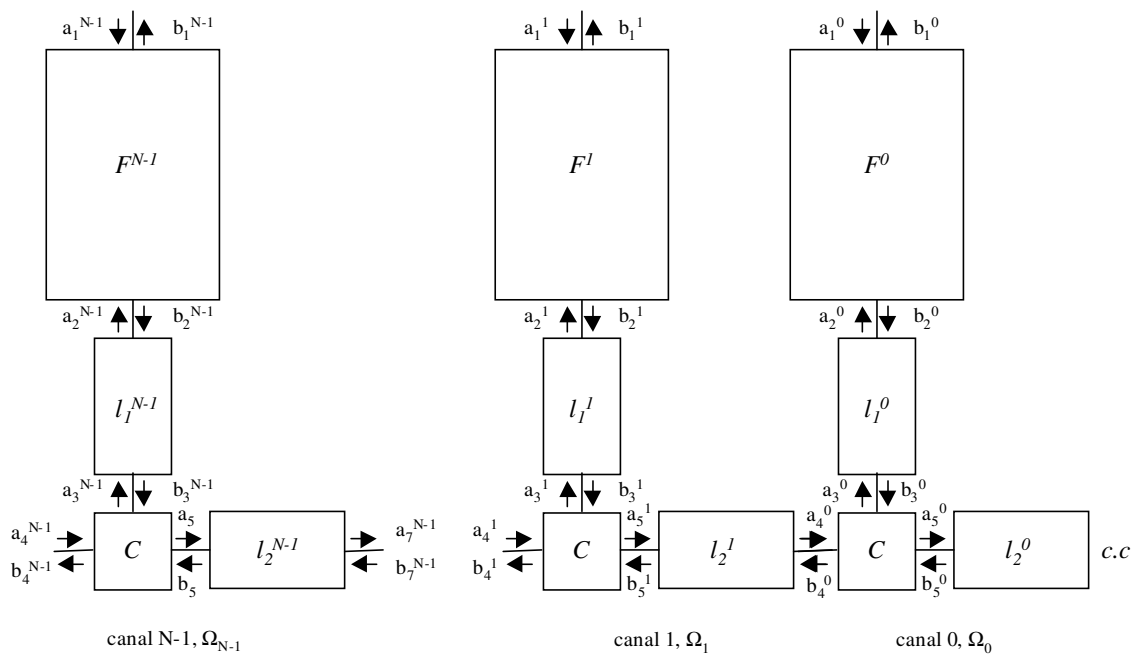 a₁ᴺ⁻¹ b₁ᴺ⁻¹ a₁¹ b₁¹ a₁⁰ b₁⁰
Fᴺ⁻¹ F¹ F⁰
a₂ᴺ⁻¹ b₂ᴺ⁻¹ a₂¹ b₂¹ a₂⁰ b₂⁰
l₁ᴺ⁻¹ l₁¹ l₁⁰
a₃ᴺ⁻¹ b₃ᴺ⁻¹ a₃¹ b₃¹ a₃⁰ b₃⁰
a₄ᴺ⁻¹ a₅ a₇ᴺ⁻¹ a₄¹ a₅¹ a₄⁰ a₅⁰
C l₂ᴺ⁻¹ C l₂¹ C l₂⁰ c.c
b₄ᴺ⁻¹ b₅ b₇ᴺ⁻¹ b₄¹ b₅¹ b₄⁰ b₅⁰
canal N-1, Ω_N-1 canal 1, Ω₁ canal 0, Ω₀